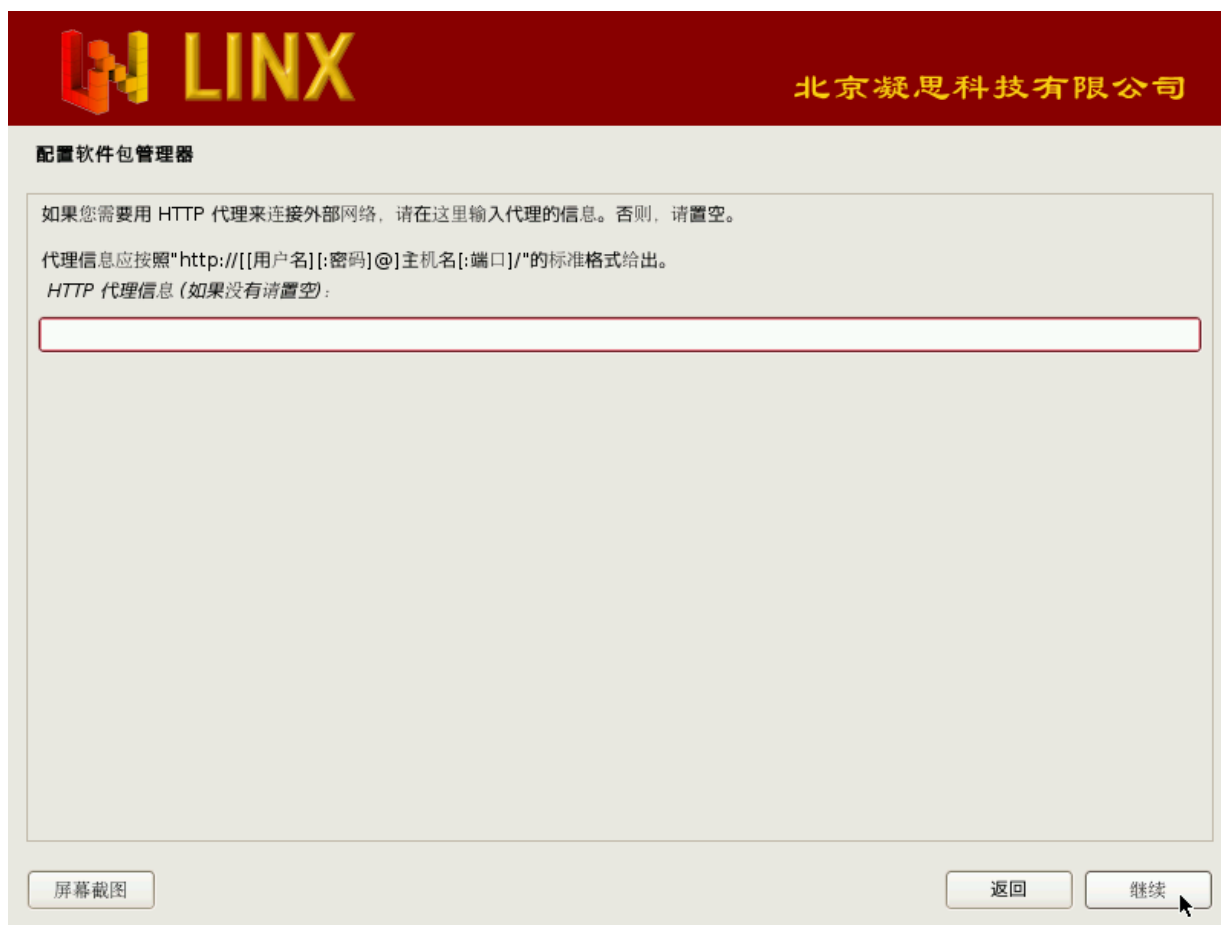 LINX
北京凝思科技有限公司
配置软件包管理器
如果您需要用 HTTP 代理来连接外部网络，请在这里输入代理的信息。否则，请置空。
代理信息应按照"http://[[用户名][:密码]@]主机名[:端口]/"的标准格式给出。
HTTP 代理信息 (如果没有请置空)：
屏幕截图
返回
继续